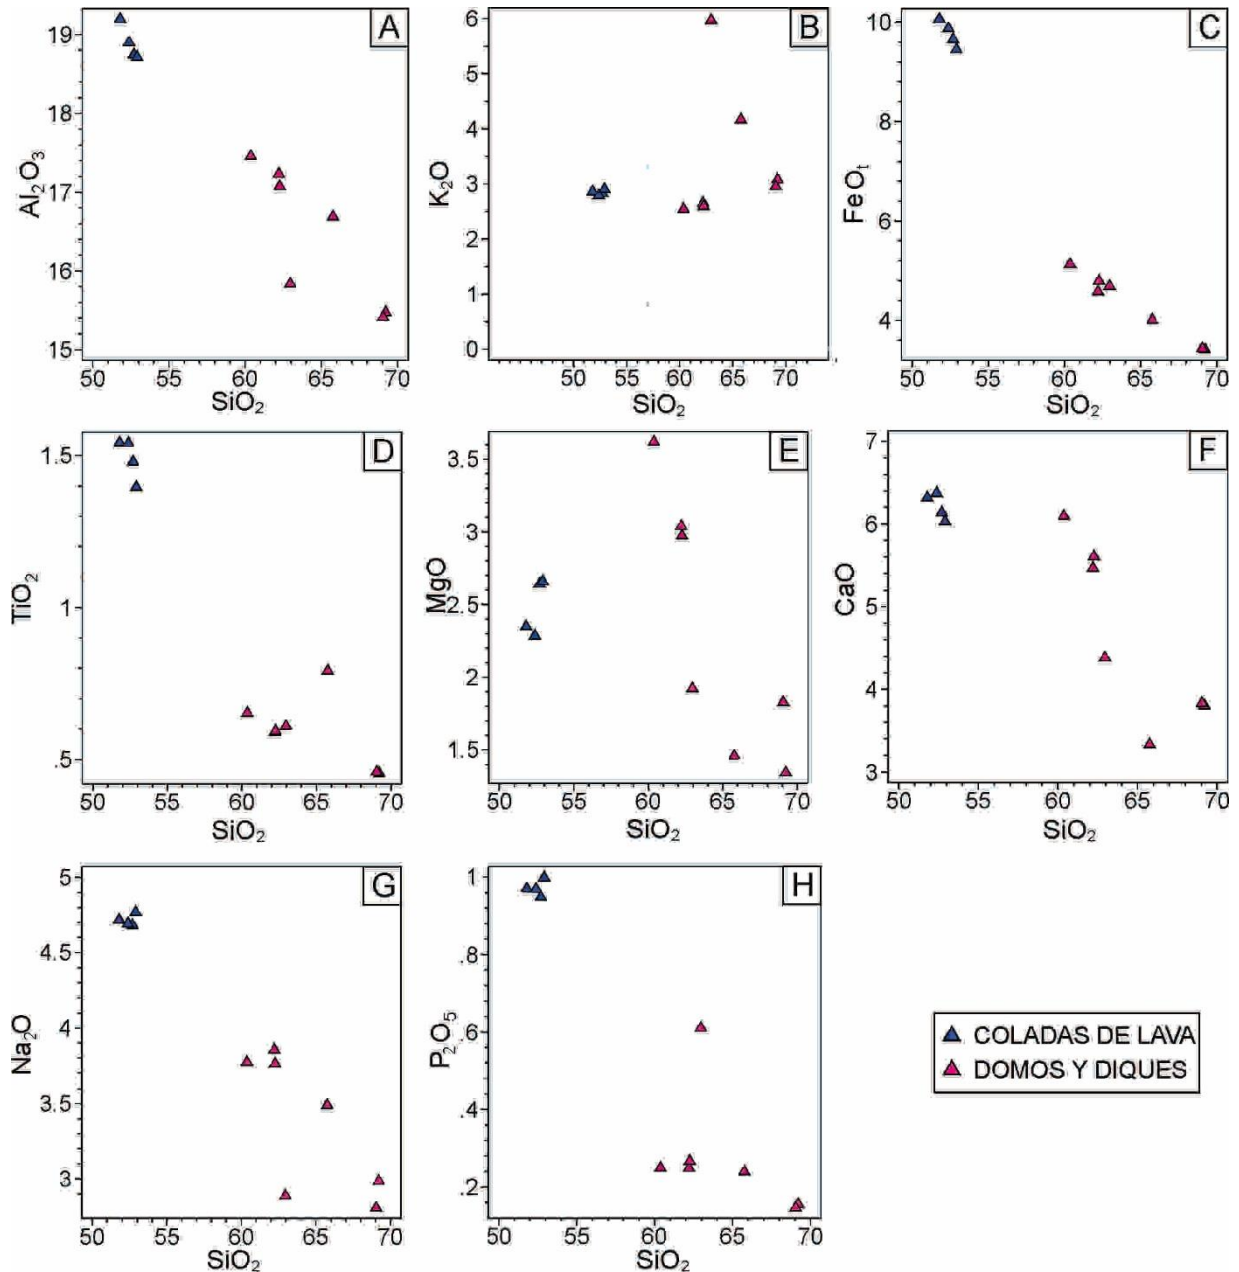 A
19
18
17
16
15
Al₂O₃
50 55 60 65 70
SiO₂
B
6
5
4
3
2
1
0
K₂O
50 55 60 65 70
SiO₂
C
10
8
6
4
FeOₜ
50 55 60 65 70
SiO₂
D
1.5
1
.5
TiO₂
50 55 60 65 70
SiO₂
E
3.5
3
2.5
2
1.5
MgO
50 55 60 65 70
SiO₂
F
7
6
5
4
3
CaO
50 55 60 65 70
SiO₂
G
5
4.5
4
3.5
3
Na₂O
50 55 60 65 70
SiO₂
H
1
.8
.6
.4
.2
P₂O₅
50 55 60 65 70
SiO₂
COLADAS DE LAVA
DOMOS Y DIQUES